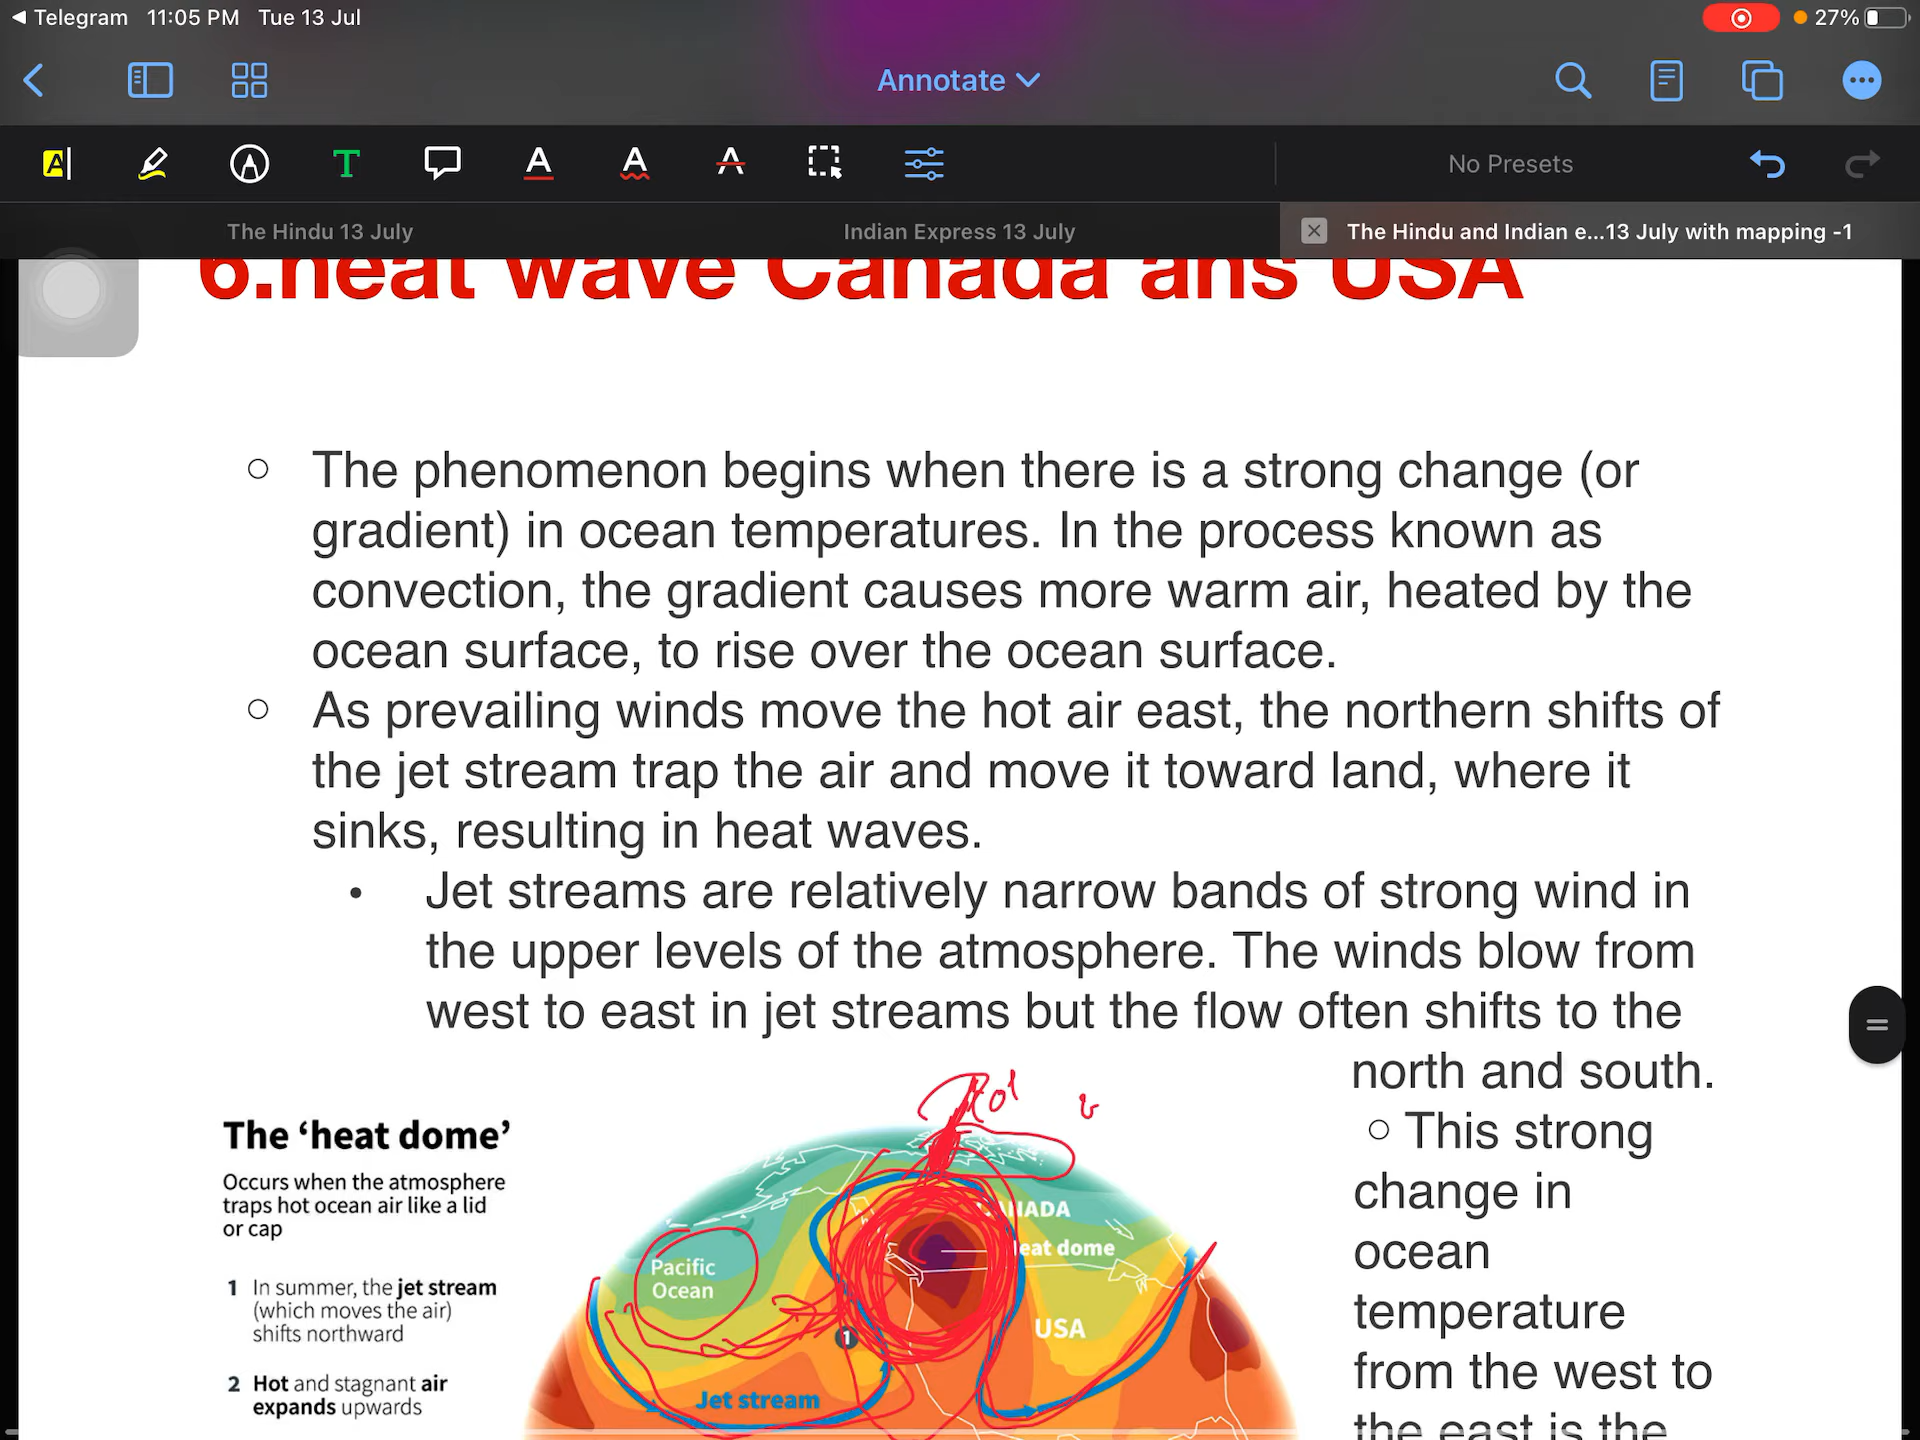 Telegram 11:05 PM Tue 13 Jul
27%
Annotate
No Presets
The Hindu 13 July
Indian Express 13 July
The Hindu and Indian e...13 July with mapping -1
6.heat wave Canada ans USA
The phenomenon begins when there is a strong change (or
gradient) in ocean temperatures. In the process known as
convection, the gradient causes more warm air, heated by the
ocean surface, to rise over the ocean surface.
As prevailing winds move the hot air east, the northern shifts of
the jet stream trap the air and move it toward land, where it
sinks, resulting in heat waves.
Jet streams are relatively narrow bands of strong wind in
the upper levels of the atmosphere. The winds blow from
west to east in jet streams but the flow often shifts to the
north and south.
This strong
change in
ocean
temperature
from the west to
the east is the
The ‘heat dome’
Occurs when the atmosphere
traps hot ocean air like a lid
or cap
1 In summer, the jet stream
(which moves the air)
shifts northward
2 Hot and stagnant air
expands upwards
CANADA
Heat dome
Pacific
Ocean
1
USA
Jet stream